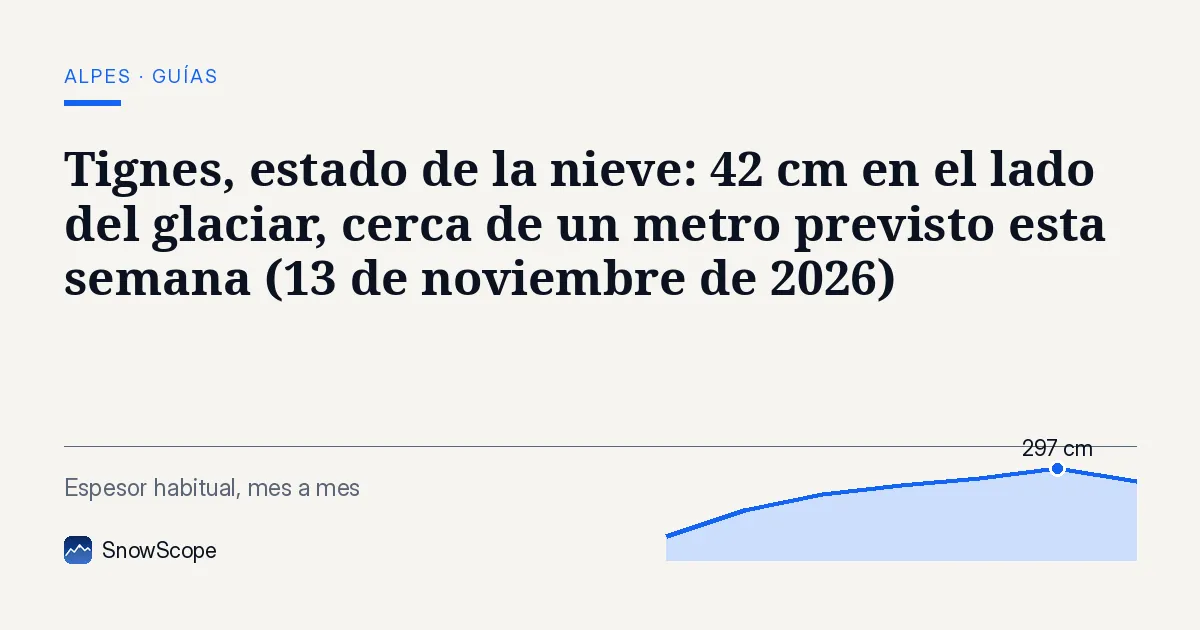 ALPES · GUÍAS
Tignes, estado de la nieve: 42 cm en el lado
del glaciar, cerca de un metro previsto esta
semana (13 de noviembre de 2026)
297 cm
Espesor habitual, mes a mes
SnowScope